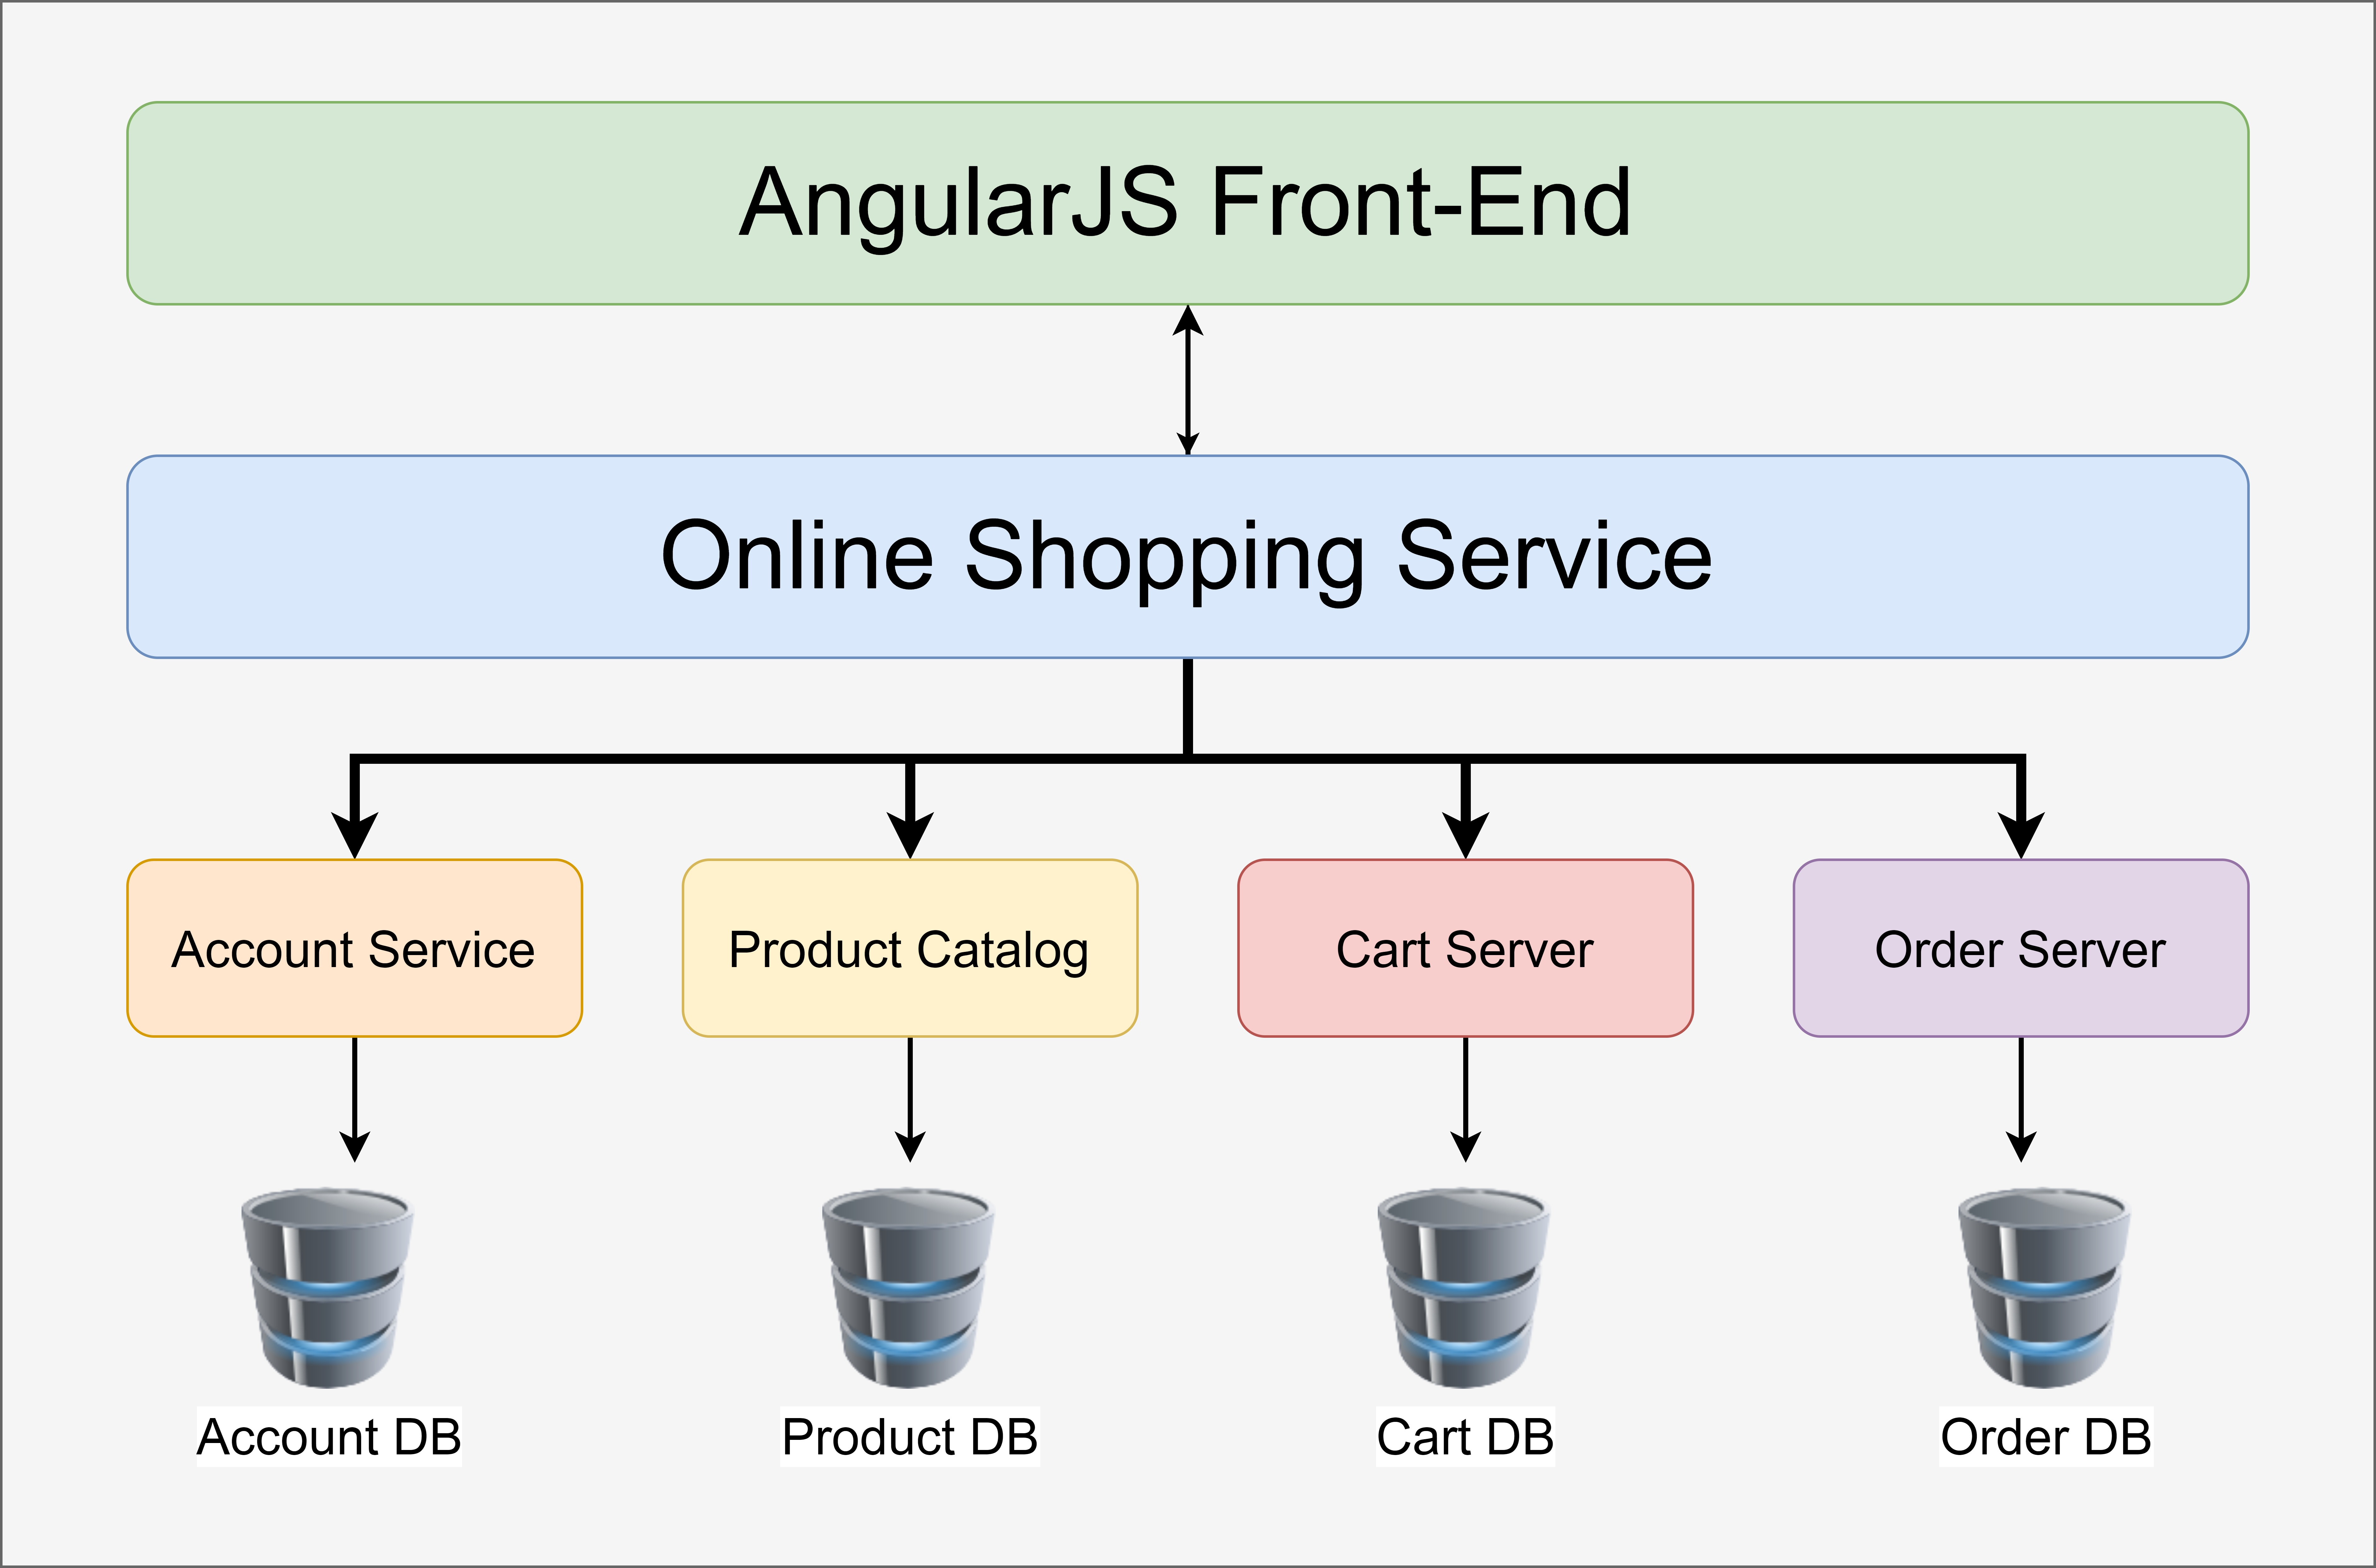 AngularJS Front-End
Online Shopping Service
Account Service
Product Catalog
Cart Server
Order Server
Account DB
Product DB
Cart DB
Order DB